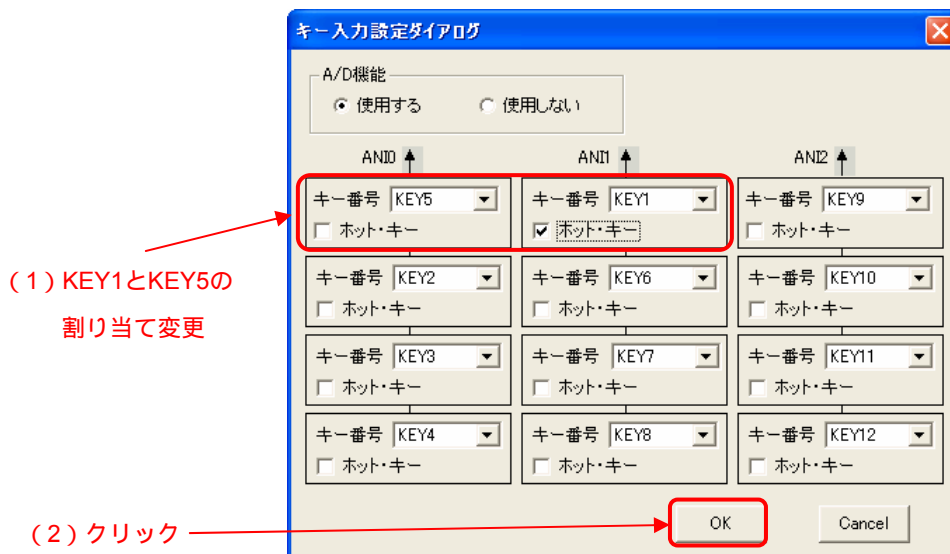 キー入力設定ダイアログ
A/D機能
使用する 使用しない
ANI0 ANI1 ANI2
キー番号 KEY5 キー番号 KEY1 キー番号 KEY9
ホット・キー ホット・キー ホット・キー
キー番号 KEY2 キー番号 KEY6 キー番号 KEY10
ホット・キー ホット・キー ホット・キー
キー番号 KEY3 キー番号 KEY7 キー番号 KEY11
ホット・キー ホット・キー ホット・キー
キー番号 KEY4 キー番号 KEY8 キー番号 KEY12
ホット・キー ホット・キー ホット・キー
OK Cancel
(1)KEY1とKEY5の
割り当て変更
(2)クリック